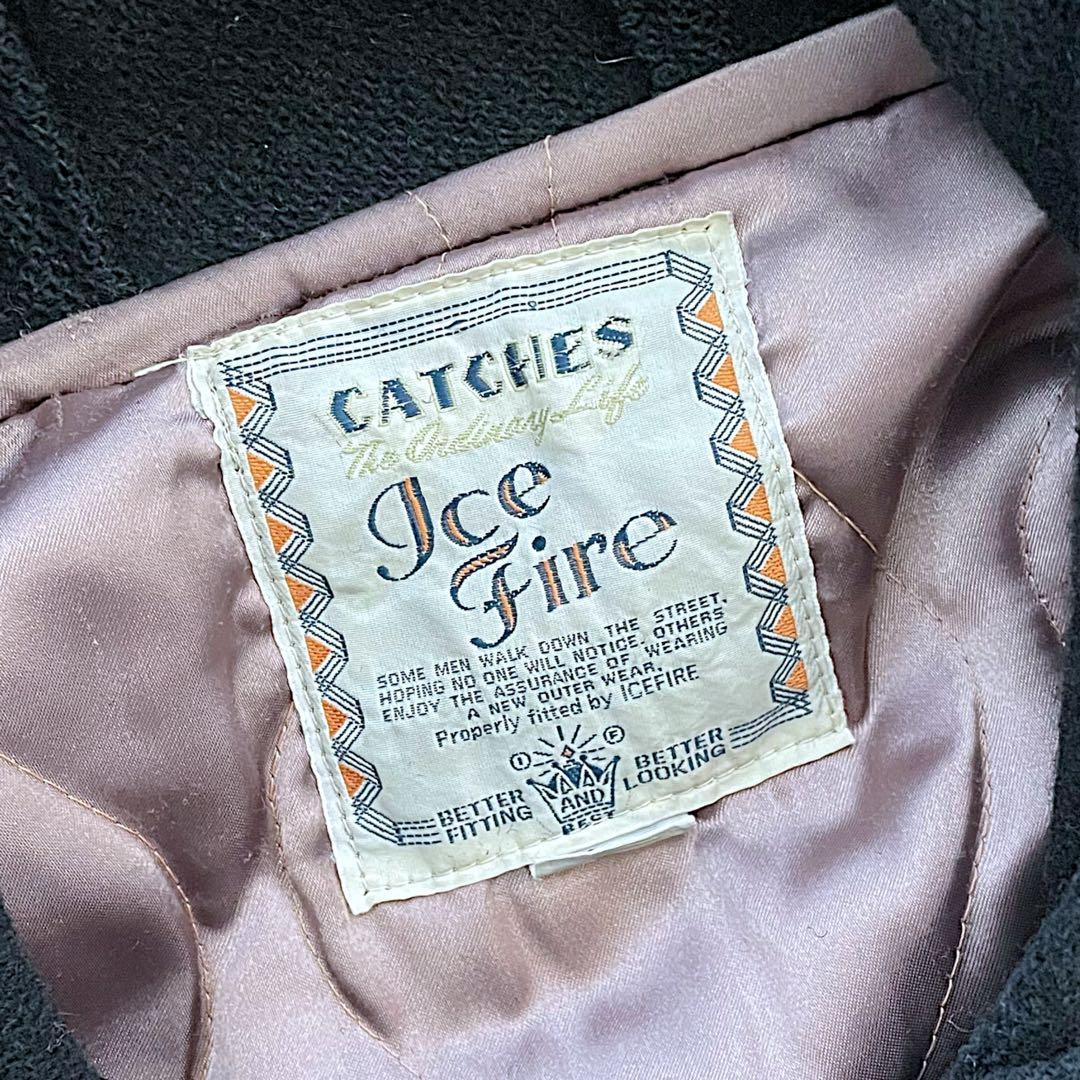 CATCHES
The Ordinary Life
Ice
Fire
SOME MEN WALK DOWN THE STREET,
HOPING NO ONE WILL NOTICE, OTHERS
ENJOY THE ASSURANCE OF WEARING
A NEW OUTER WEAR.
Properly fitted by ICEFIRE
I F
BETTER FITTING
AND
BETTER LOOKING
BEST